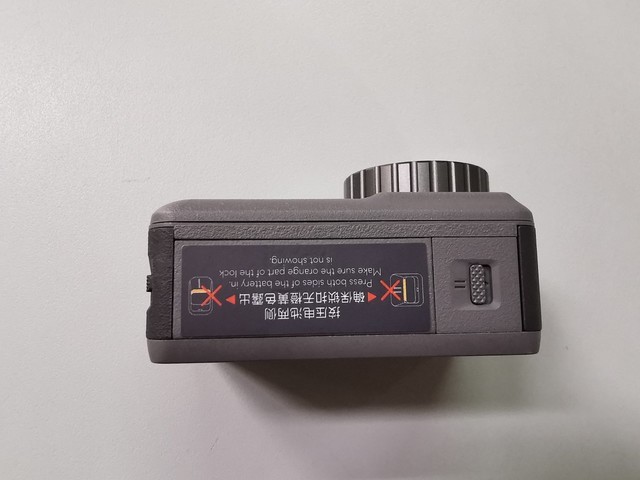 按压电池两侧
确保锁扣无橙黄色露出
Press both sides of the battery in.
Make sure the orange part of the lock
is not showing.